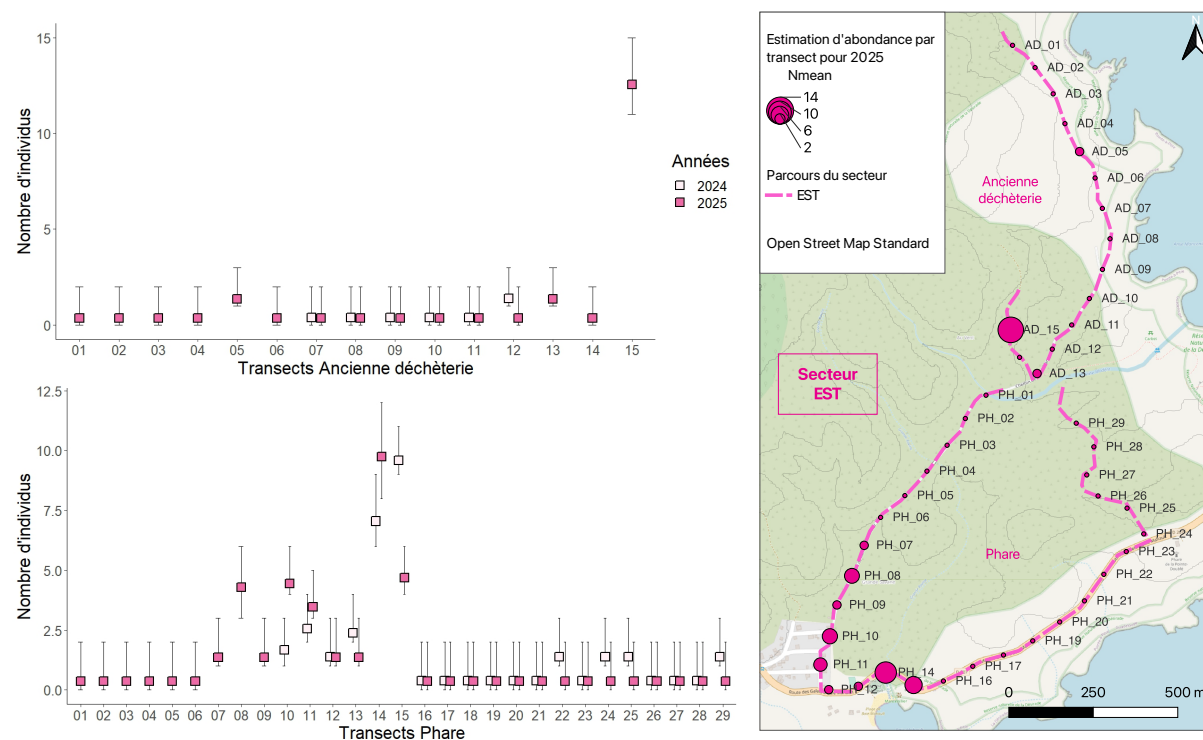 15
10
5
0
Nombre d'individus
01 02 03 04 05 06 07 08 09 10 11 12 13 14 15
Transects Ancienne déchèterie
Années
2024
2025
12.5
10.0
7.5
5.0
2.5
0.0
Nombre d'individus
01 02 03 04 05 06 07 08 09 10 11 12 13 14 15 16 17 18 19 20 21 22 24 25 26 27 28 29
Transects Phare
Estimation d'abondance par
transect pour 2025
Nmean
14
10
6
2
Parcours du secteur
EST
Open Street Map Standard
AD_01
AD_02
AD_03
AD_04
AD_05
AD_06
Ancienne
déchèterie
AD_07
AD_08
AD_09
AD_10
AD_11
AD_15
AD_12
AD_13
Secteur
EST
PH_01
PH_02
PH_29
PH_03
PH_28
PH_04
PH_27
PH_05
PH_26
PH_25
PH_06
PH_24
PH_07
PH_23
Phare
PH_08
PH_22
PH_09
PH_21
PH_20
PH_10
PH_19
PH_11
PH_17
PH_14
PH_16
PH_12
0 250 500 m